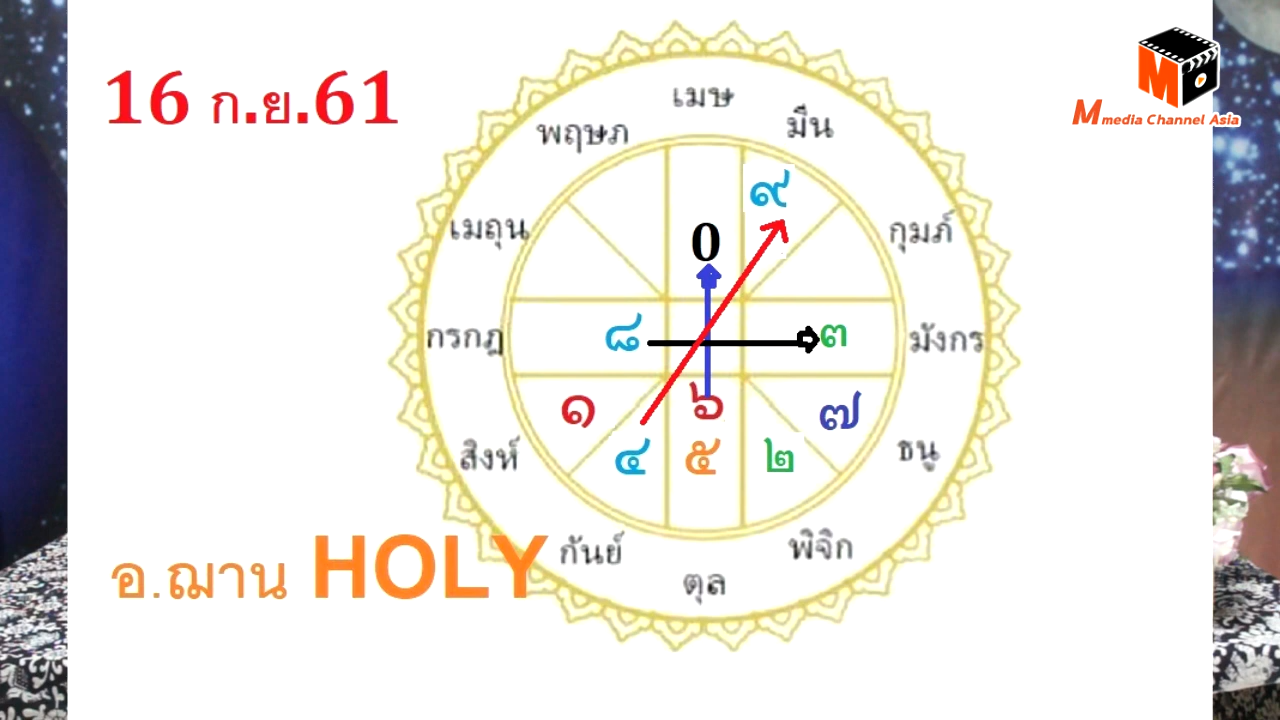 16 ก.ย.61
M
M media Channel Asia
เมษ
มีน
พฤษภ
๙
เมถุน
กุมภ์
0
กรกฎ
๘
๓
มังกร
๑
๖
๗
สิงห์
๔
๕
๒
ธนู
กันย์
พิจิก
ตุล
อ.ฌาน HOLY